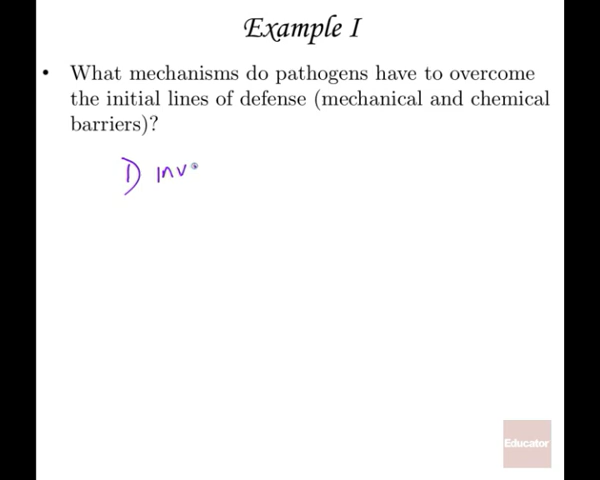 Example I
• What mechanisms do pathogens have to overcome
the initial lines of defense (mechanical and chemical
barriers)?
1) inv
Educator